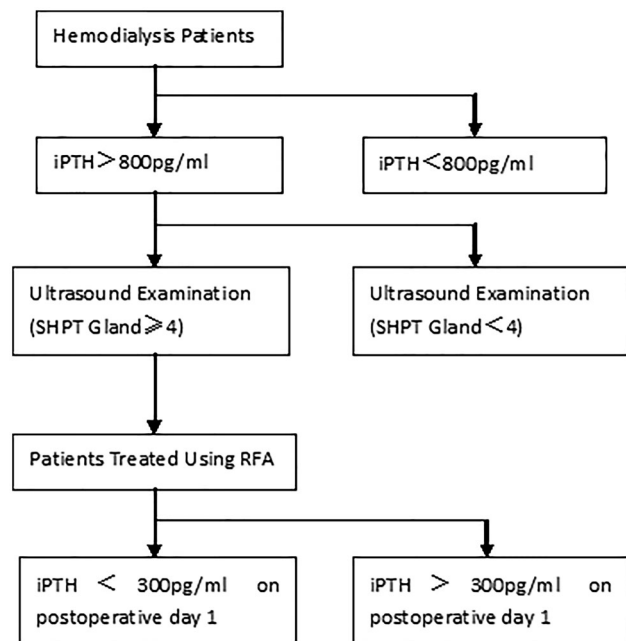 Hemodialysis Patients
iPTH＞800pg/ml
iPTH＜800pg/ml
Ultrasound Examination
(SHPT Gland⩾4)
Ultrasound Examination
(SHPT Gland＜4)
Patients Treated Using RFA
iPTH ＜ 300pg/ml on
postoperative day 1
iPTH ＞ 300pg/ml on
postoperative day 1